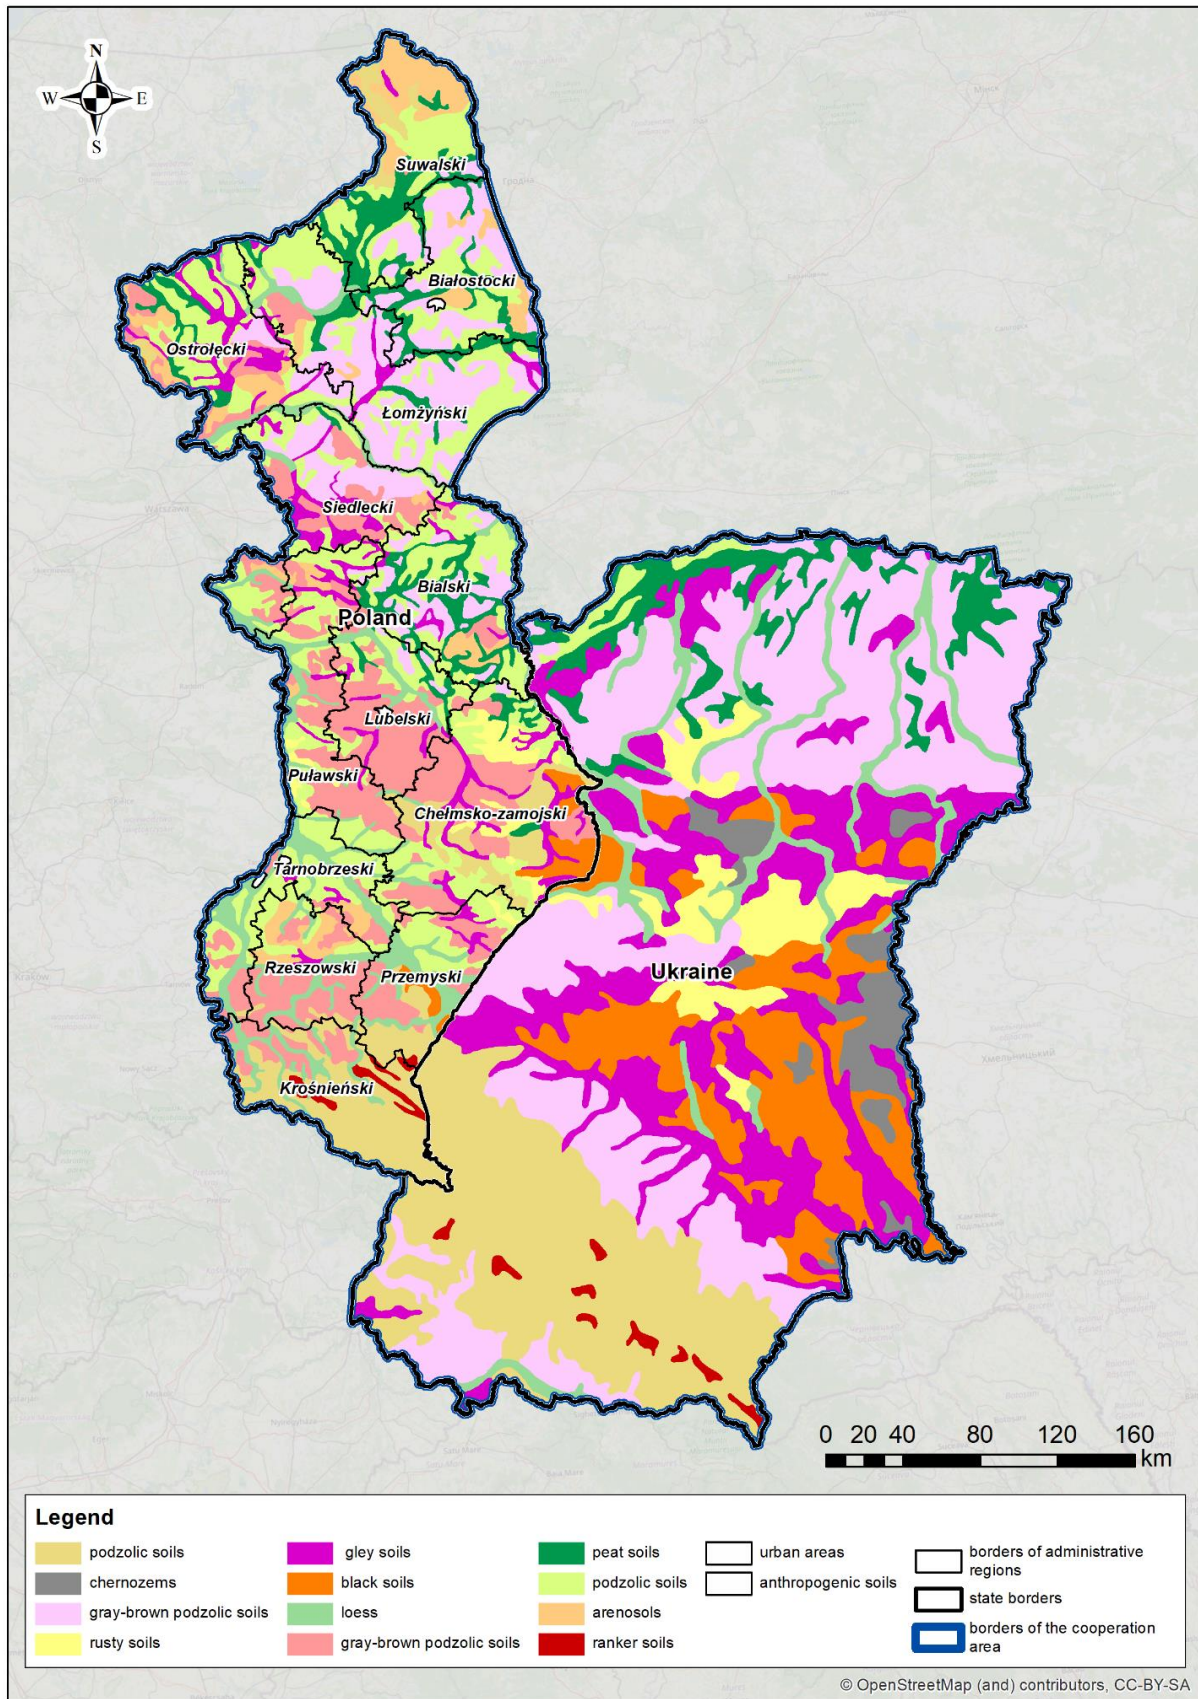 N
W E
S
Suwalski
Białostocki
Ostrołęcki
Łomżyński
Siedlecki
Bialski
Poland
Lubelski
Puławski
Chełmsko-zamojski
Tarnobrzeski
Rzeszowski
Przemyski
Ukraine
Krośnieński
0 20 40 80 120 160
km
Legend
podzolic soils
chernozems
gray-brown podzolic soils
rusty soils
gley soils
black soils
loess
gray-brown podzolic soils
peat soils
podzolic soils
arenosols
ranker soils
urban areas
anthropogenic soils
borders of administrative
regions
state borders
borders of the cooperation
area
© OpenStreetMap (and) contributors, CC-BY-SA